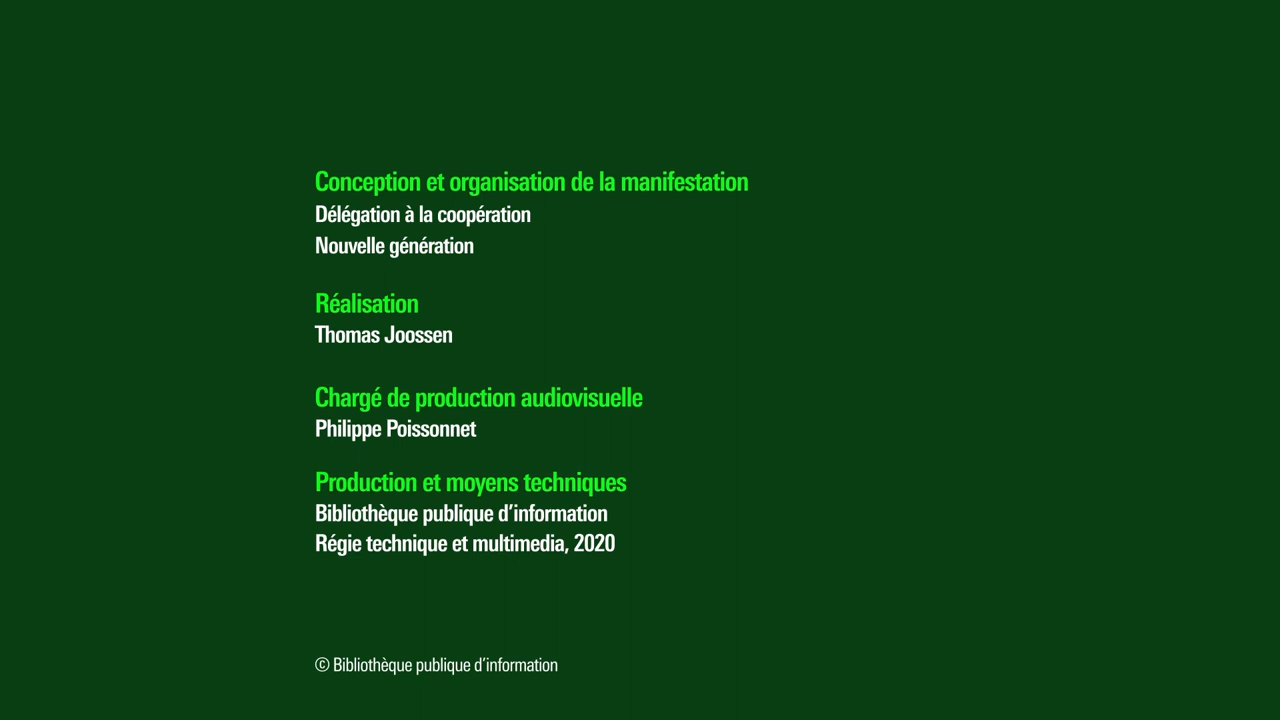 Conception et organisation de la manifestation
Délégation à la coopération
Nouvelle génération
Réalisation
Thomas Joossen
Chargé de production audiovisuelle
Philippe Poissonnet
Production et moyens techniques
Bibliothèque publique d’information
Régie technique et multimedia, 2020
© Bibliothèque publique d’information